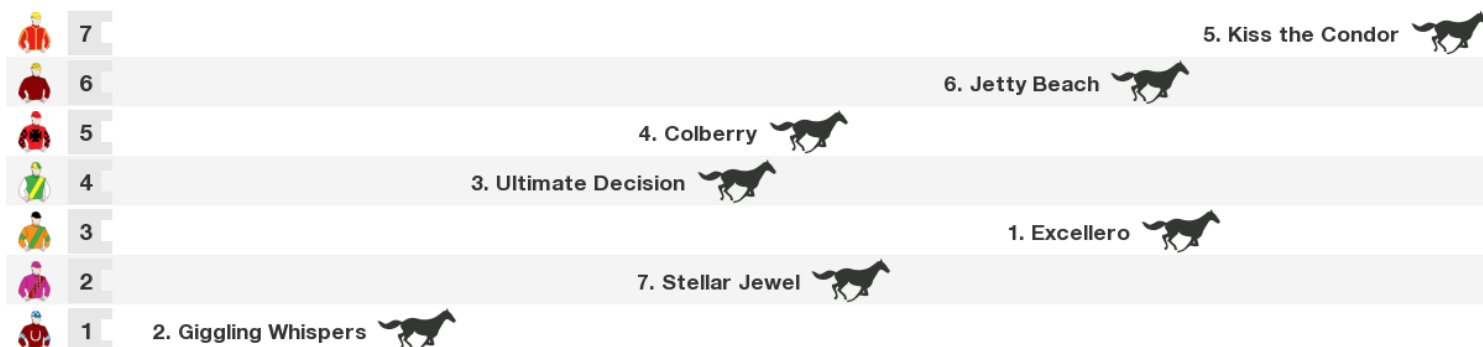 7 5. Kiss the Condor
6 6. Jetty Beach
5 4. Colberry
4 3. Ultimate Decision
3 1. Excellero
2 7. Stellar Jewel
1 2. Giggling Whispers